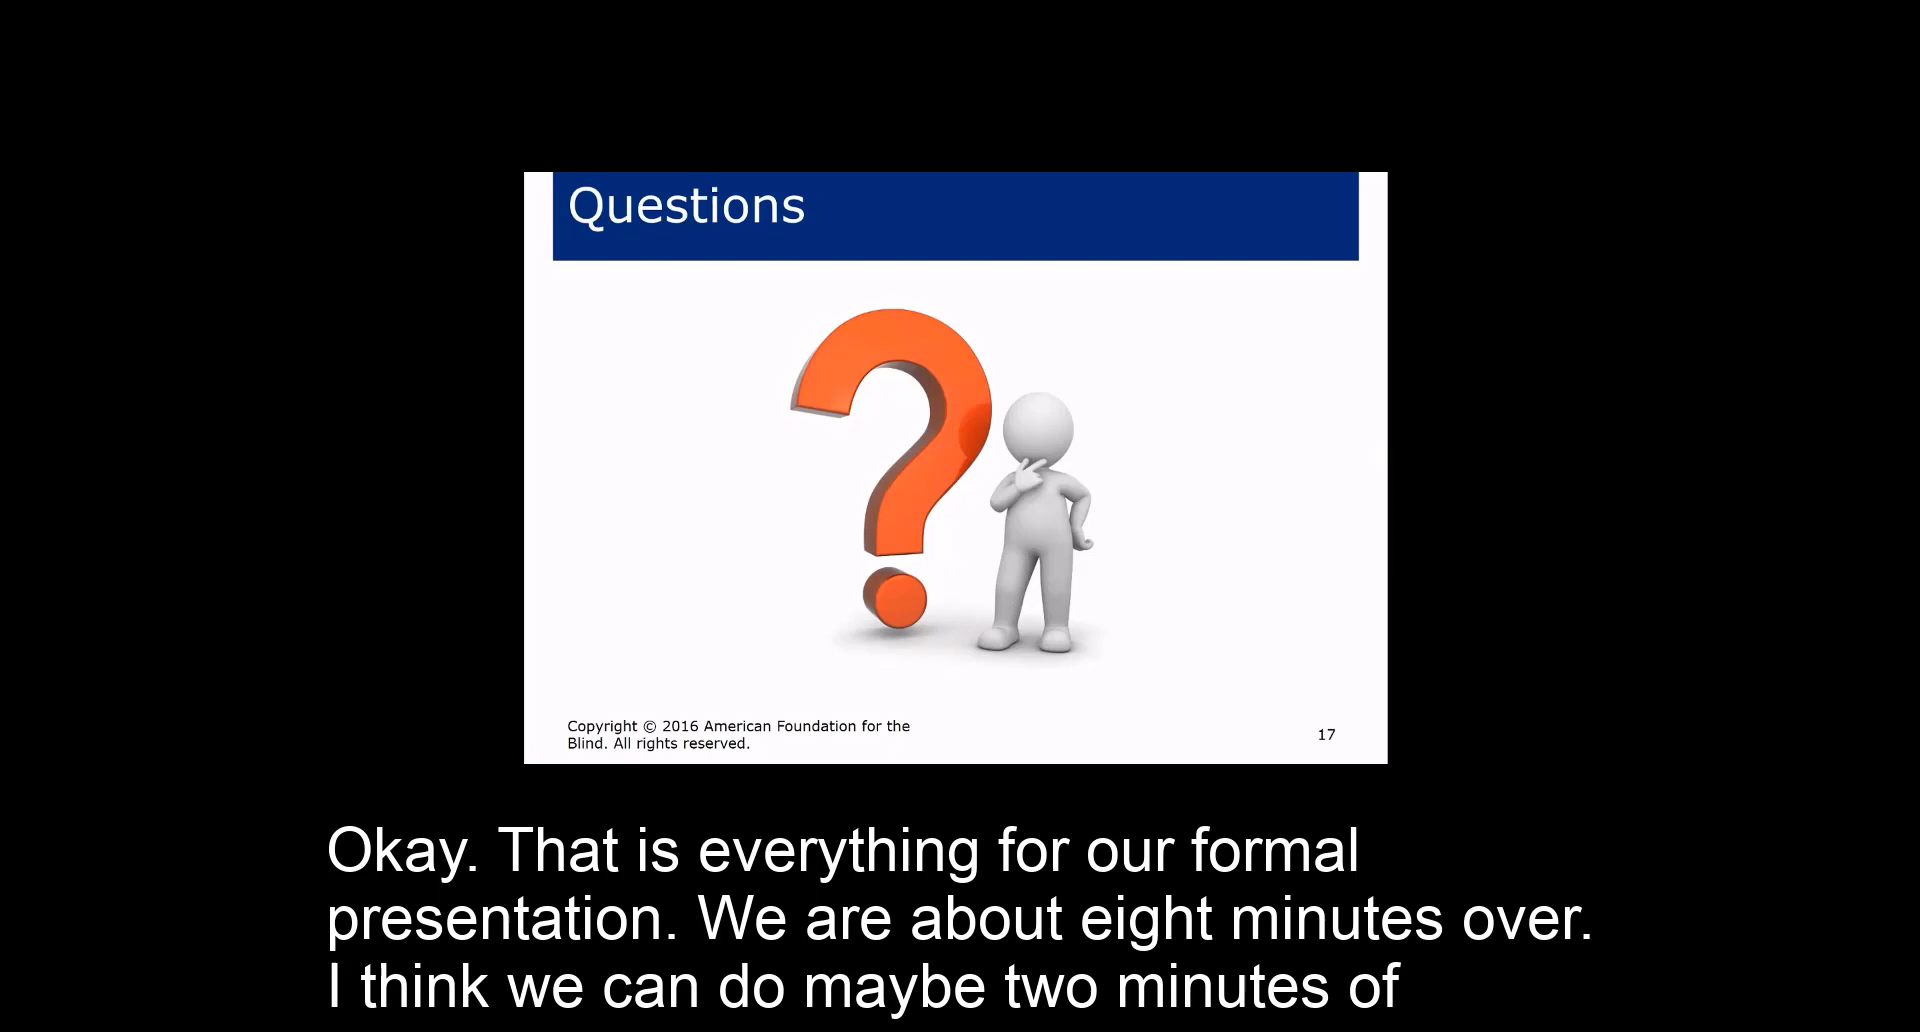 Questions
Copyright © 2016 American Foundation for the
Blind. All rights reserved.
17
Okay. That is everything for our formal
presentation. We are about eight minutes over.
I think we can do maybe two minutes of